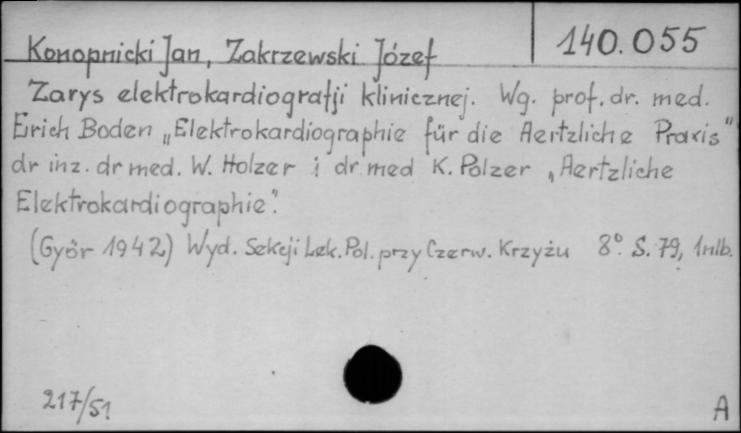 Konopnicki Jan, Zakrzewski Józef
140.055
Zarys elektrokardiografji klinicznej. Wg. prof. dr. med.
Erich Boden „Elektrokardiographie für die Aertzliche Praxis"
dr inz. dr med. W. Holzer i dr med K. Polzer „Aertzliche
Elektrokardiographie".
(Györ 1942) Wyd. Sekcji Lek. Pol. przy Czerw. Krzyżu 8° S. 79, 1nlb.
217/51
A